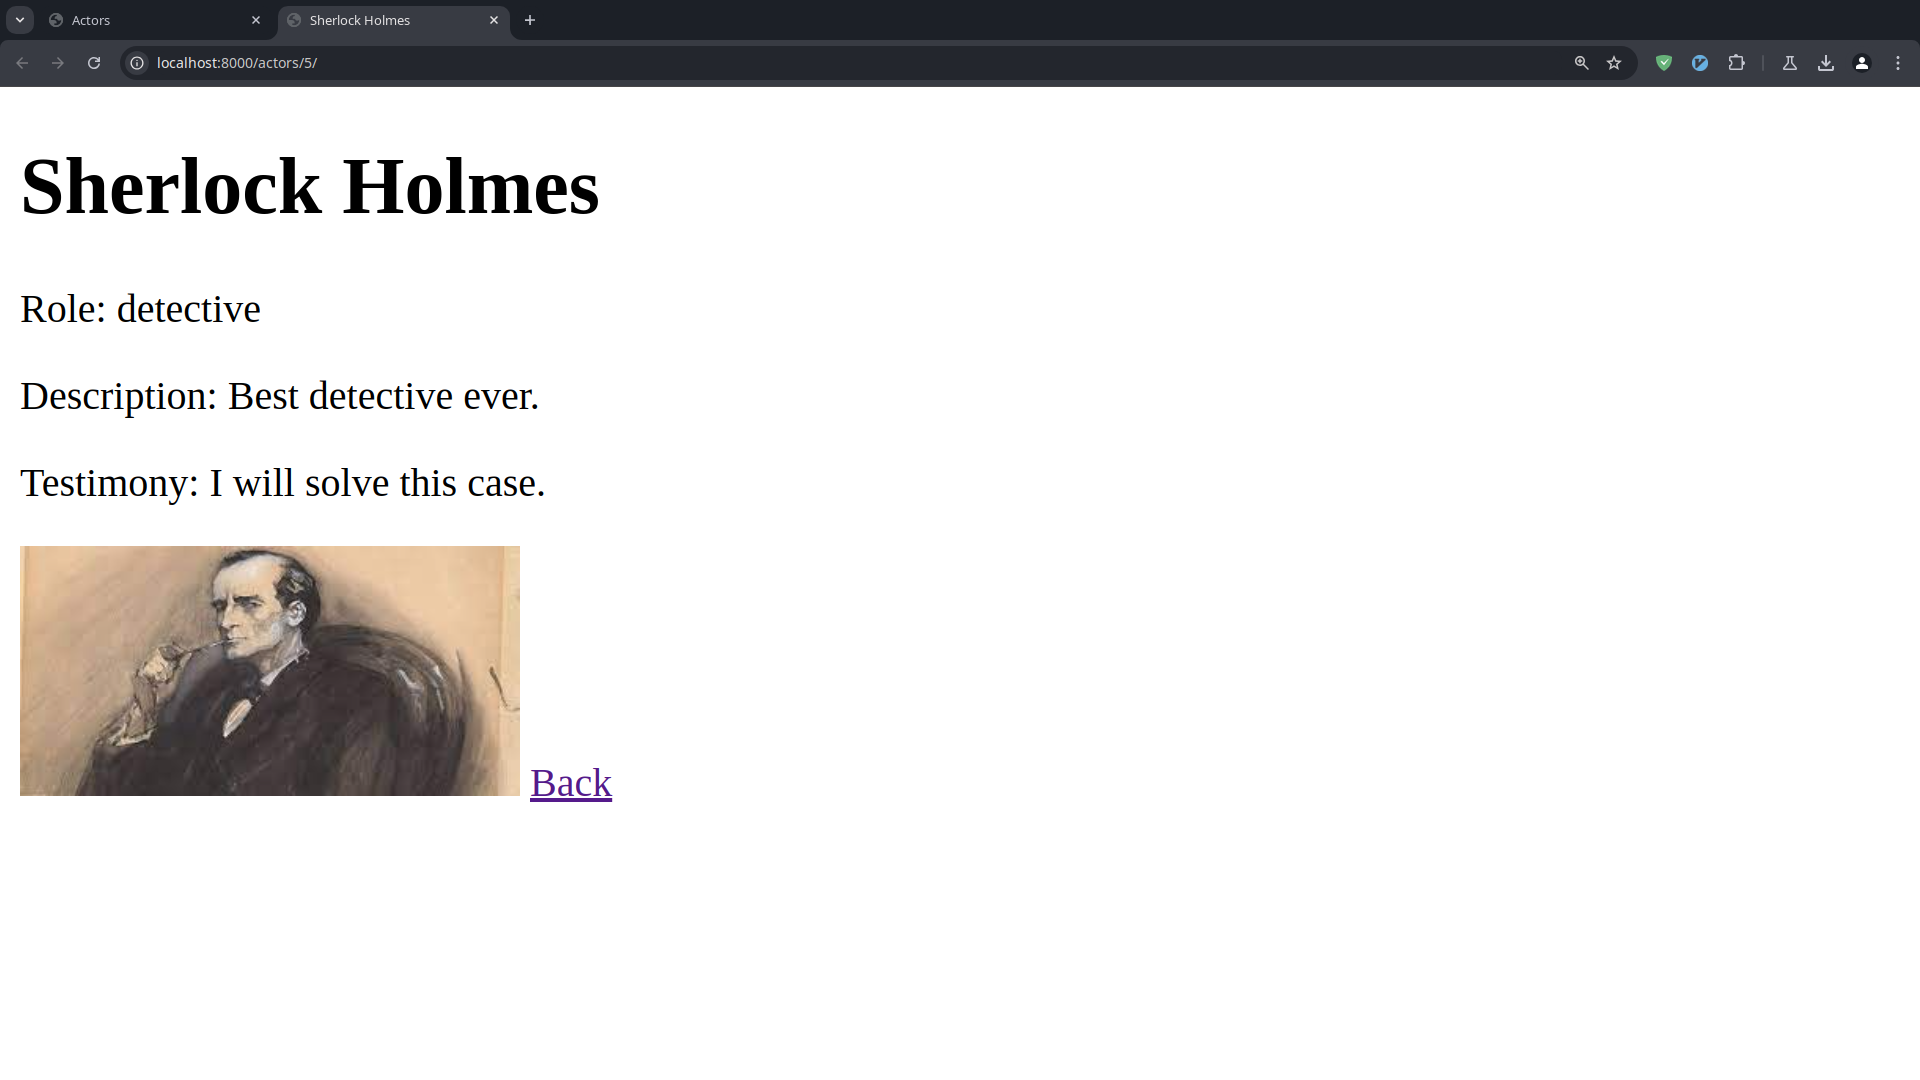 Actors
Sherlock Holmes
localhost:8000/actors/5/
Sherlock Holmes
Role: detective
Description: Best detective ever.
Testimony: I will solve this case.
Back